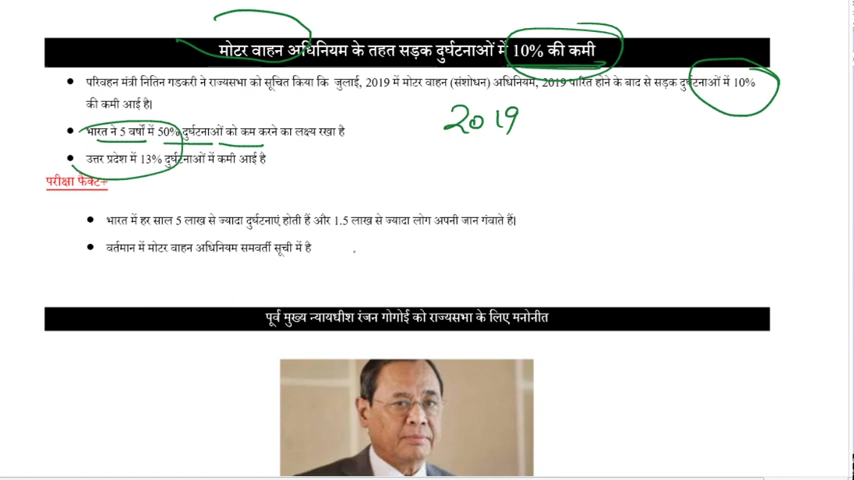 मोटर वाहन अधिनियम के तहत सड़क दुर्घटनाओं में 10% की कमी
परिवहन मंत्री नितिन गडकरी ने राज्यसभा को सूचित किया कि जुलाई, 2019 में मोटर वाहन (संशोधन) अधिनियम, 2019 पारित होने के बाद से सड़क दुर्घटनाओं में 10%
की कमी आई है।
2019
भारत ने 5 वर्षों में 50% दुर्घटनाओं को कम करने का लक्ष्य रखा है
उत्तर प्रदेश में 13% दुर्घटनाओं में कमी आई है
परीक्षा फैक्ट+
भारत में हर साल 5 लाख से ज्यादा दुर्घटनाएं होती हैं और 1.5 लाख से ज्यादा लोग अपनी जान गंवाते हैं।
वर्तमान में मोटर वाहन अधिनियम समवर्ती सूची में है
पूर्व मुख्य न्यायधीश रंजन गोगोई को राज्यसभा के लिए मनोनीत